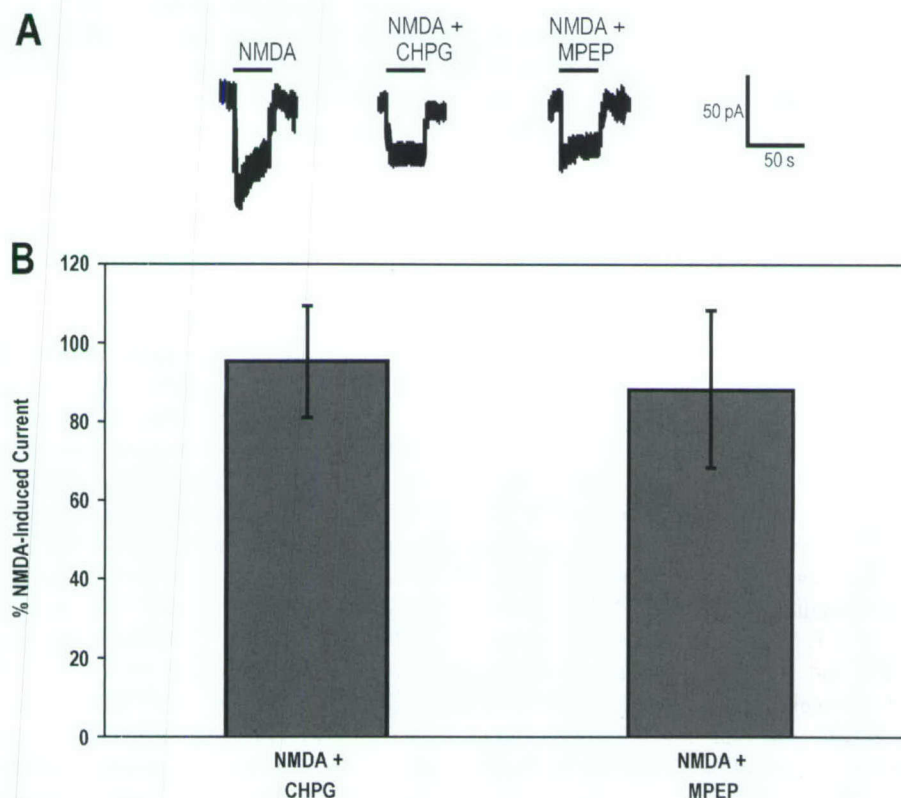 A
NMDA
NMDA +
CHPG
NMDA +
MPEP
50 pA
50 s
B
120
100
80
60
40
20
0
% NMDA-Induced Current
NMDA +
CHPG
NMDA +
MPEP